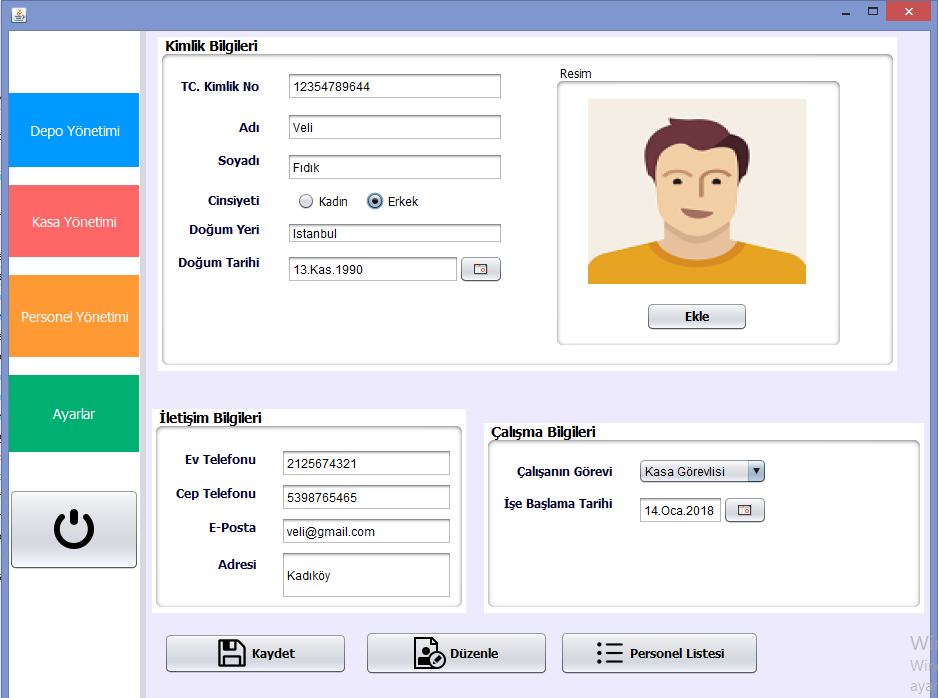 Kimlik Bilgileri
TC. Kimlik No 12354789644
Adı Veli
Soyadı Fıdık
Cinsiyeti Kadın Erkek
Doğum Yeri Istanbul
Doğum Tarihi 13.Kas.1990
Resim
Ekle
Depo Yönetimi
Kasa Yönetimi
Personel Yönetimi
Ayarlar
İletişim Bilgileri
Ev Telefonu 2125674321
Cep Telefonu 5398765465
E-Posta veli@gmail.com
Adresi Kadıköy
Çalışma Bilgileri
Çalışanın Görevi Kasa Görevlisi
İşe Başlama Tarihi 14.Oca.2018
Kaydet
Düzenle
Personel Listesi